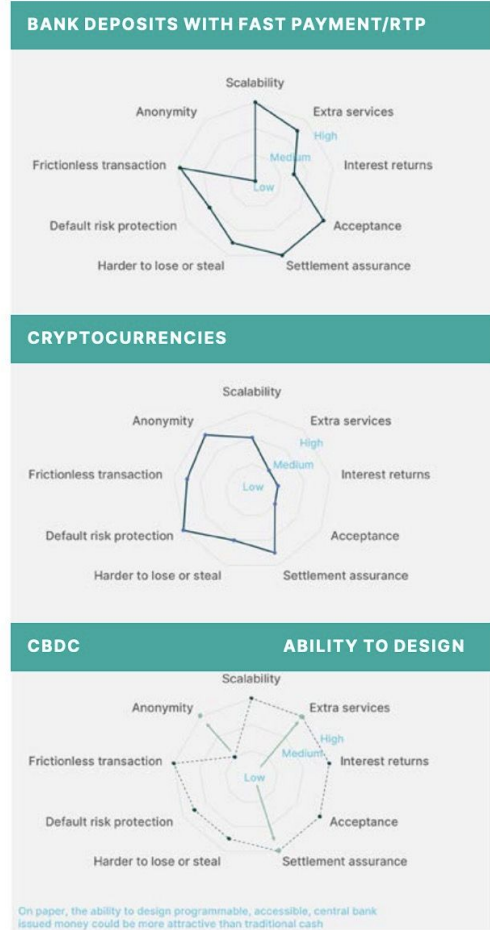 BANK DEPOSITS WITH FAST PAYMENT/RTP
Scalability
Anonymity
Extra services
High
Medium
Frictionless transaction
Interest returns
Low
Default risk protection
Acceptance
Harder to lose or steal
Settlement assurance
CRYPTOCURRENCIES
Scalability
Anonymity
Extra services
High
Medium
Frictionless transaction
Interest returns
Low
Default risk protection
Acceptance
Harder to lose or steal
Settlement assurance
CBDC ABILITY TO DESIGN
Scalability
Anonymity
Extra services
High
Medium
Frictionless transaction
Interest returns
Low
Default risk protection
Acceptance
Harder to lose or steal
Settlement assurance
On paper, the ability to design programmable, accessible, central bank
issued money could be more attractive than traditional cash